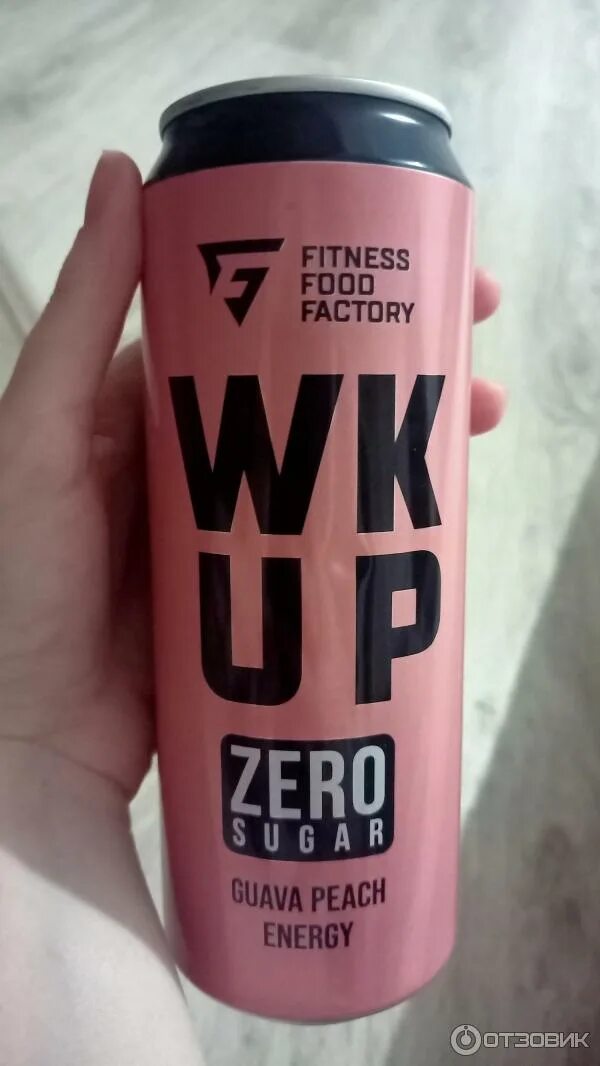 FITNESS
FOOD
FACTORY
WK
UP
ZERO
SUGAR
GUAVA PEACH
ENERGY
ОТЗОВИК